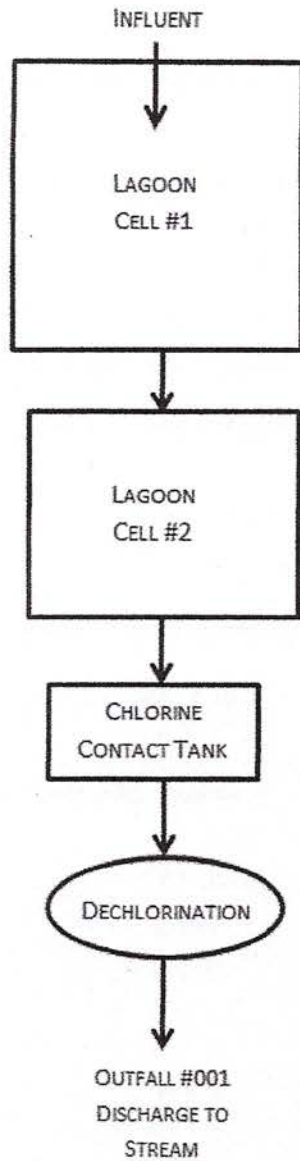 INFLUENT
LAGOON
CELL #1
LAGOON
CELL #2
CHLORINE
CONTACT TANK
DECHLORINATION
OUTFALL #001
DISCHARGE TO
STREAM